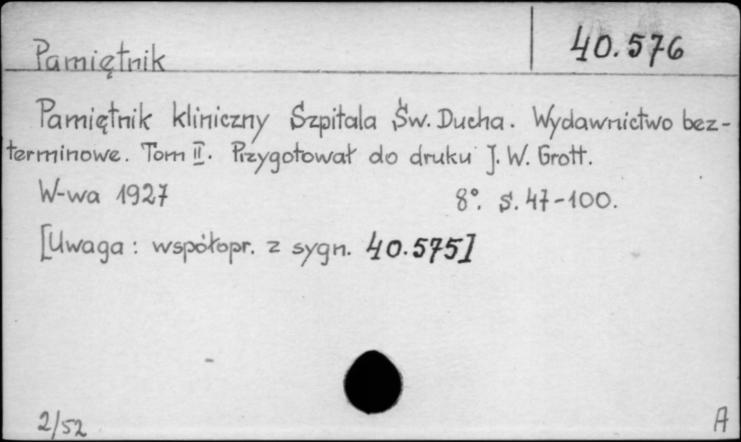 Pamiętnik
40.576
Pamiętnik kliniczny Szpitala Św. Ducha. Wydawnictwo bez-
terminowe. Tom II. Przygotował do druku J. W. Grott.
W-wa 1927 8°. S. 47-100.
[Uwaga: współopr. z sygn. 40.575]
2/52
A